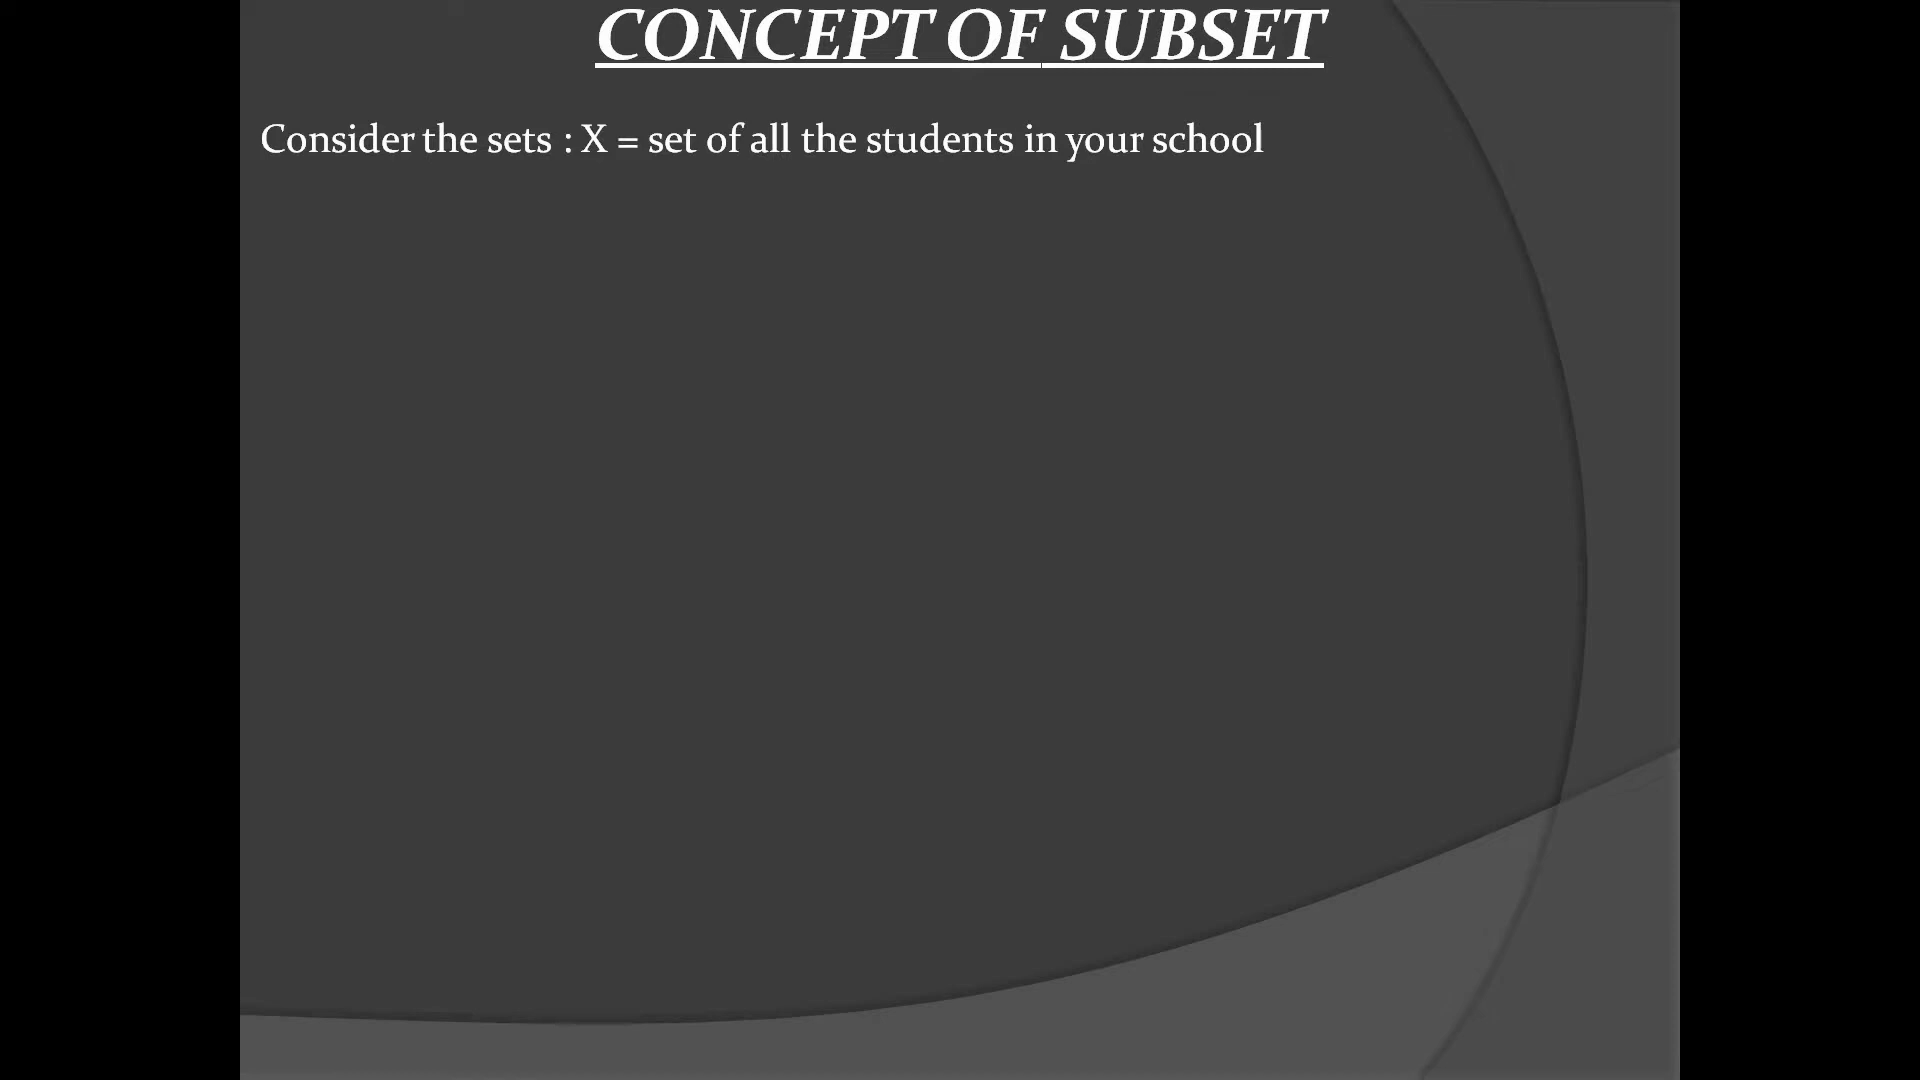 CONCEPT OF SUBSET
Consider the sets : X = set of all the students in your school